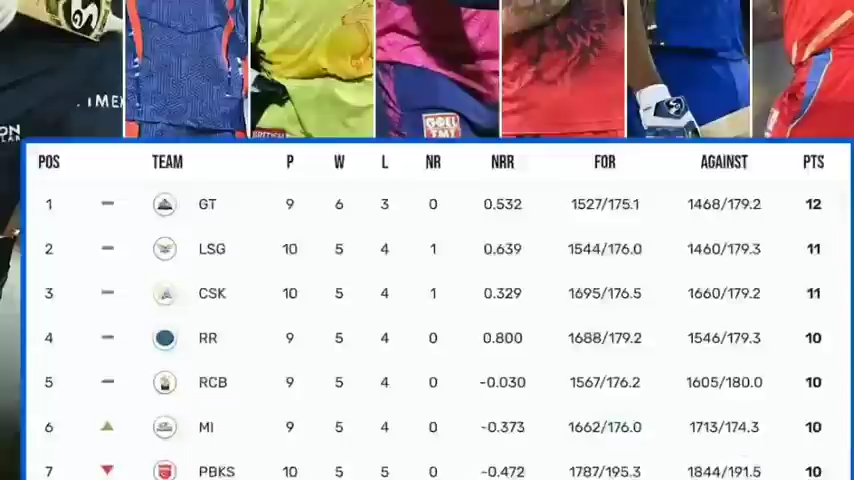 TIMEX
GOEL
TMT
POS TEAM P W L NR NRR FOR AGAINST PTS
1 GT 9 6 3 0 0.532 1527/175.1 1468/179.2 12
2 LSG 10 5 4 1 0.639 1544/176.0 1460/179.3 11
3 CSK 10 5 4 1 0.329 1695/176.5 1660/179.2 11
4 RR 9 5 4 0 0.800 1688/179.2 1546/179.3 10
5 RCB 9 5 4 0 -0.030 1567/176.2 1605/180.0 10
6 MI 9 5 4 0 -0.373 1662/176.0 1713/174.3 10
7 PBKS 10 5 5 0 -0.472 1787/195.3 1844/191.5 10